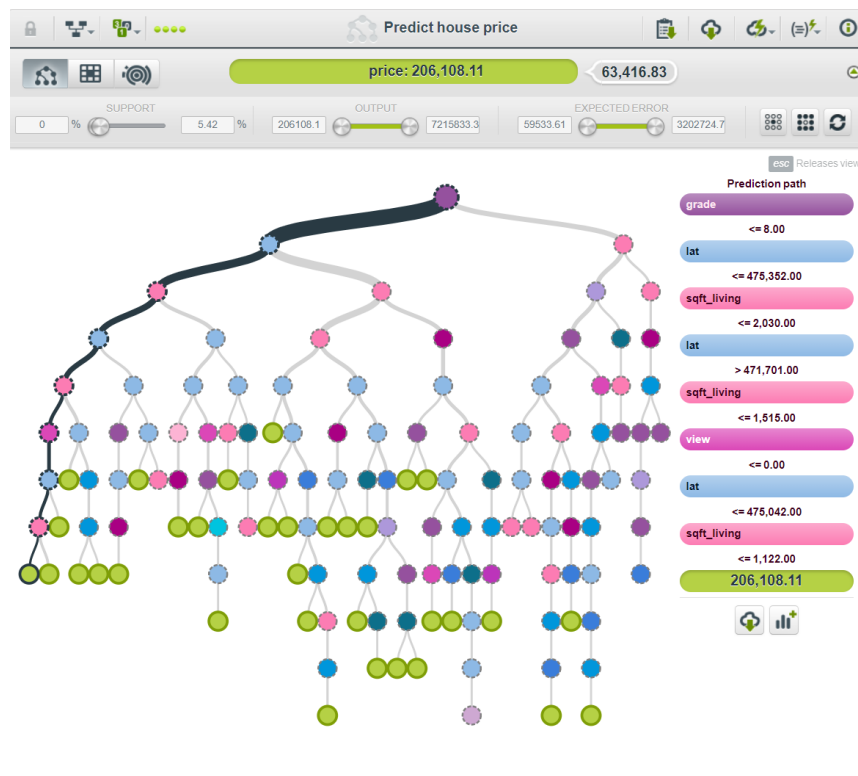 Predict house price
price: 206,108.11
63,416.83
SUPPORT
OUTPUT
EXPECTED ERROR
0 %
5.42 %
206108.1
7215833.3
59533.61
3202724.7
esc Releases view
Prediction path
grade
<= 8.00
lat
<= 475,352.00
sqft_living
<= 2,030.00
lat
> 471,701.00
sqft_living
<= 1,515.00
view
<= 0.00
lat
<= 475,042.00
sqft_living
<= 1,122.00
206,108.11